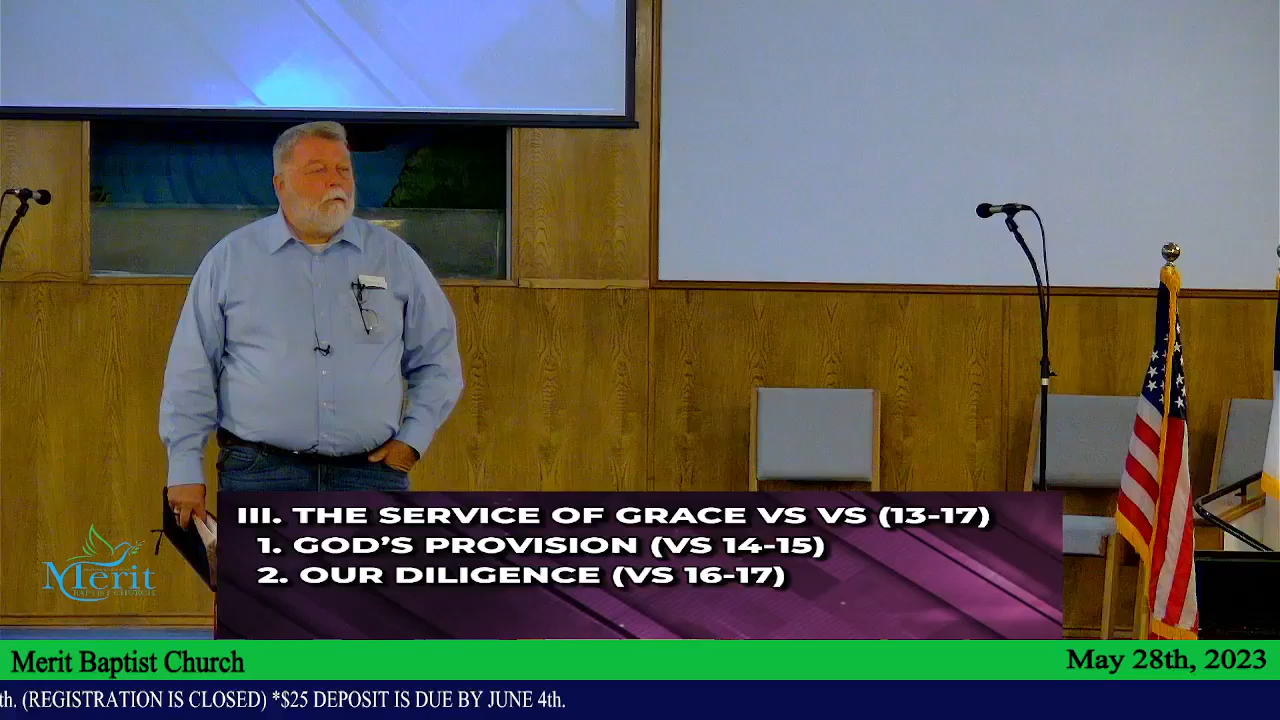 III. THE SERVICE OF GRACE VS VS (13-17)
1. GOD'S PROVISION (VS 14-15)
2. OUR DILIGENCE (VS 16-17)
Merit
BAPTIST CHURCH
Merit Baptist Church
May 28th, 2023
th. (REGISTRATION IS CLOSED) *$25 DEPOSIT IS DUE BY JUNE 4th.